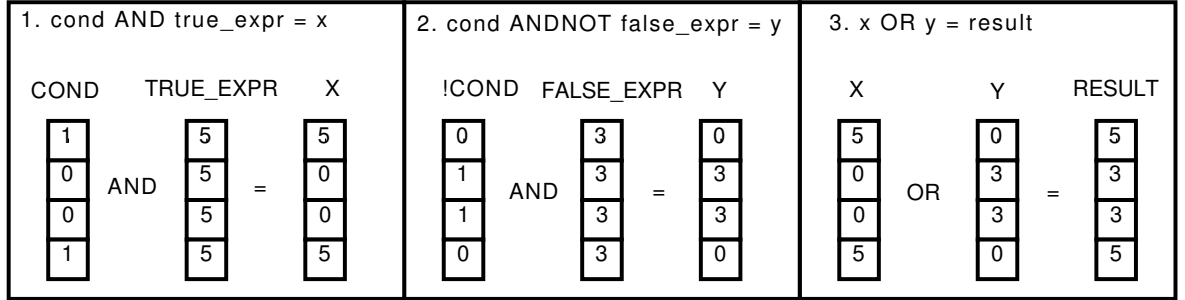 1. cond AND true_expr = x
COND TRUE_EXPR X
1 5 5
0 5 0
AND =
0 5 0
1 5 5
2. cond ANDNOT false_expr = y
!COND FALSE_EXPR Y
0 3 0
1 3 3
AND =
1 3 3
0 3 0
3. x OR y = result
X Y RESULT
5 0 5
0 3 3
OR =
0 3 3
5 0 5